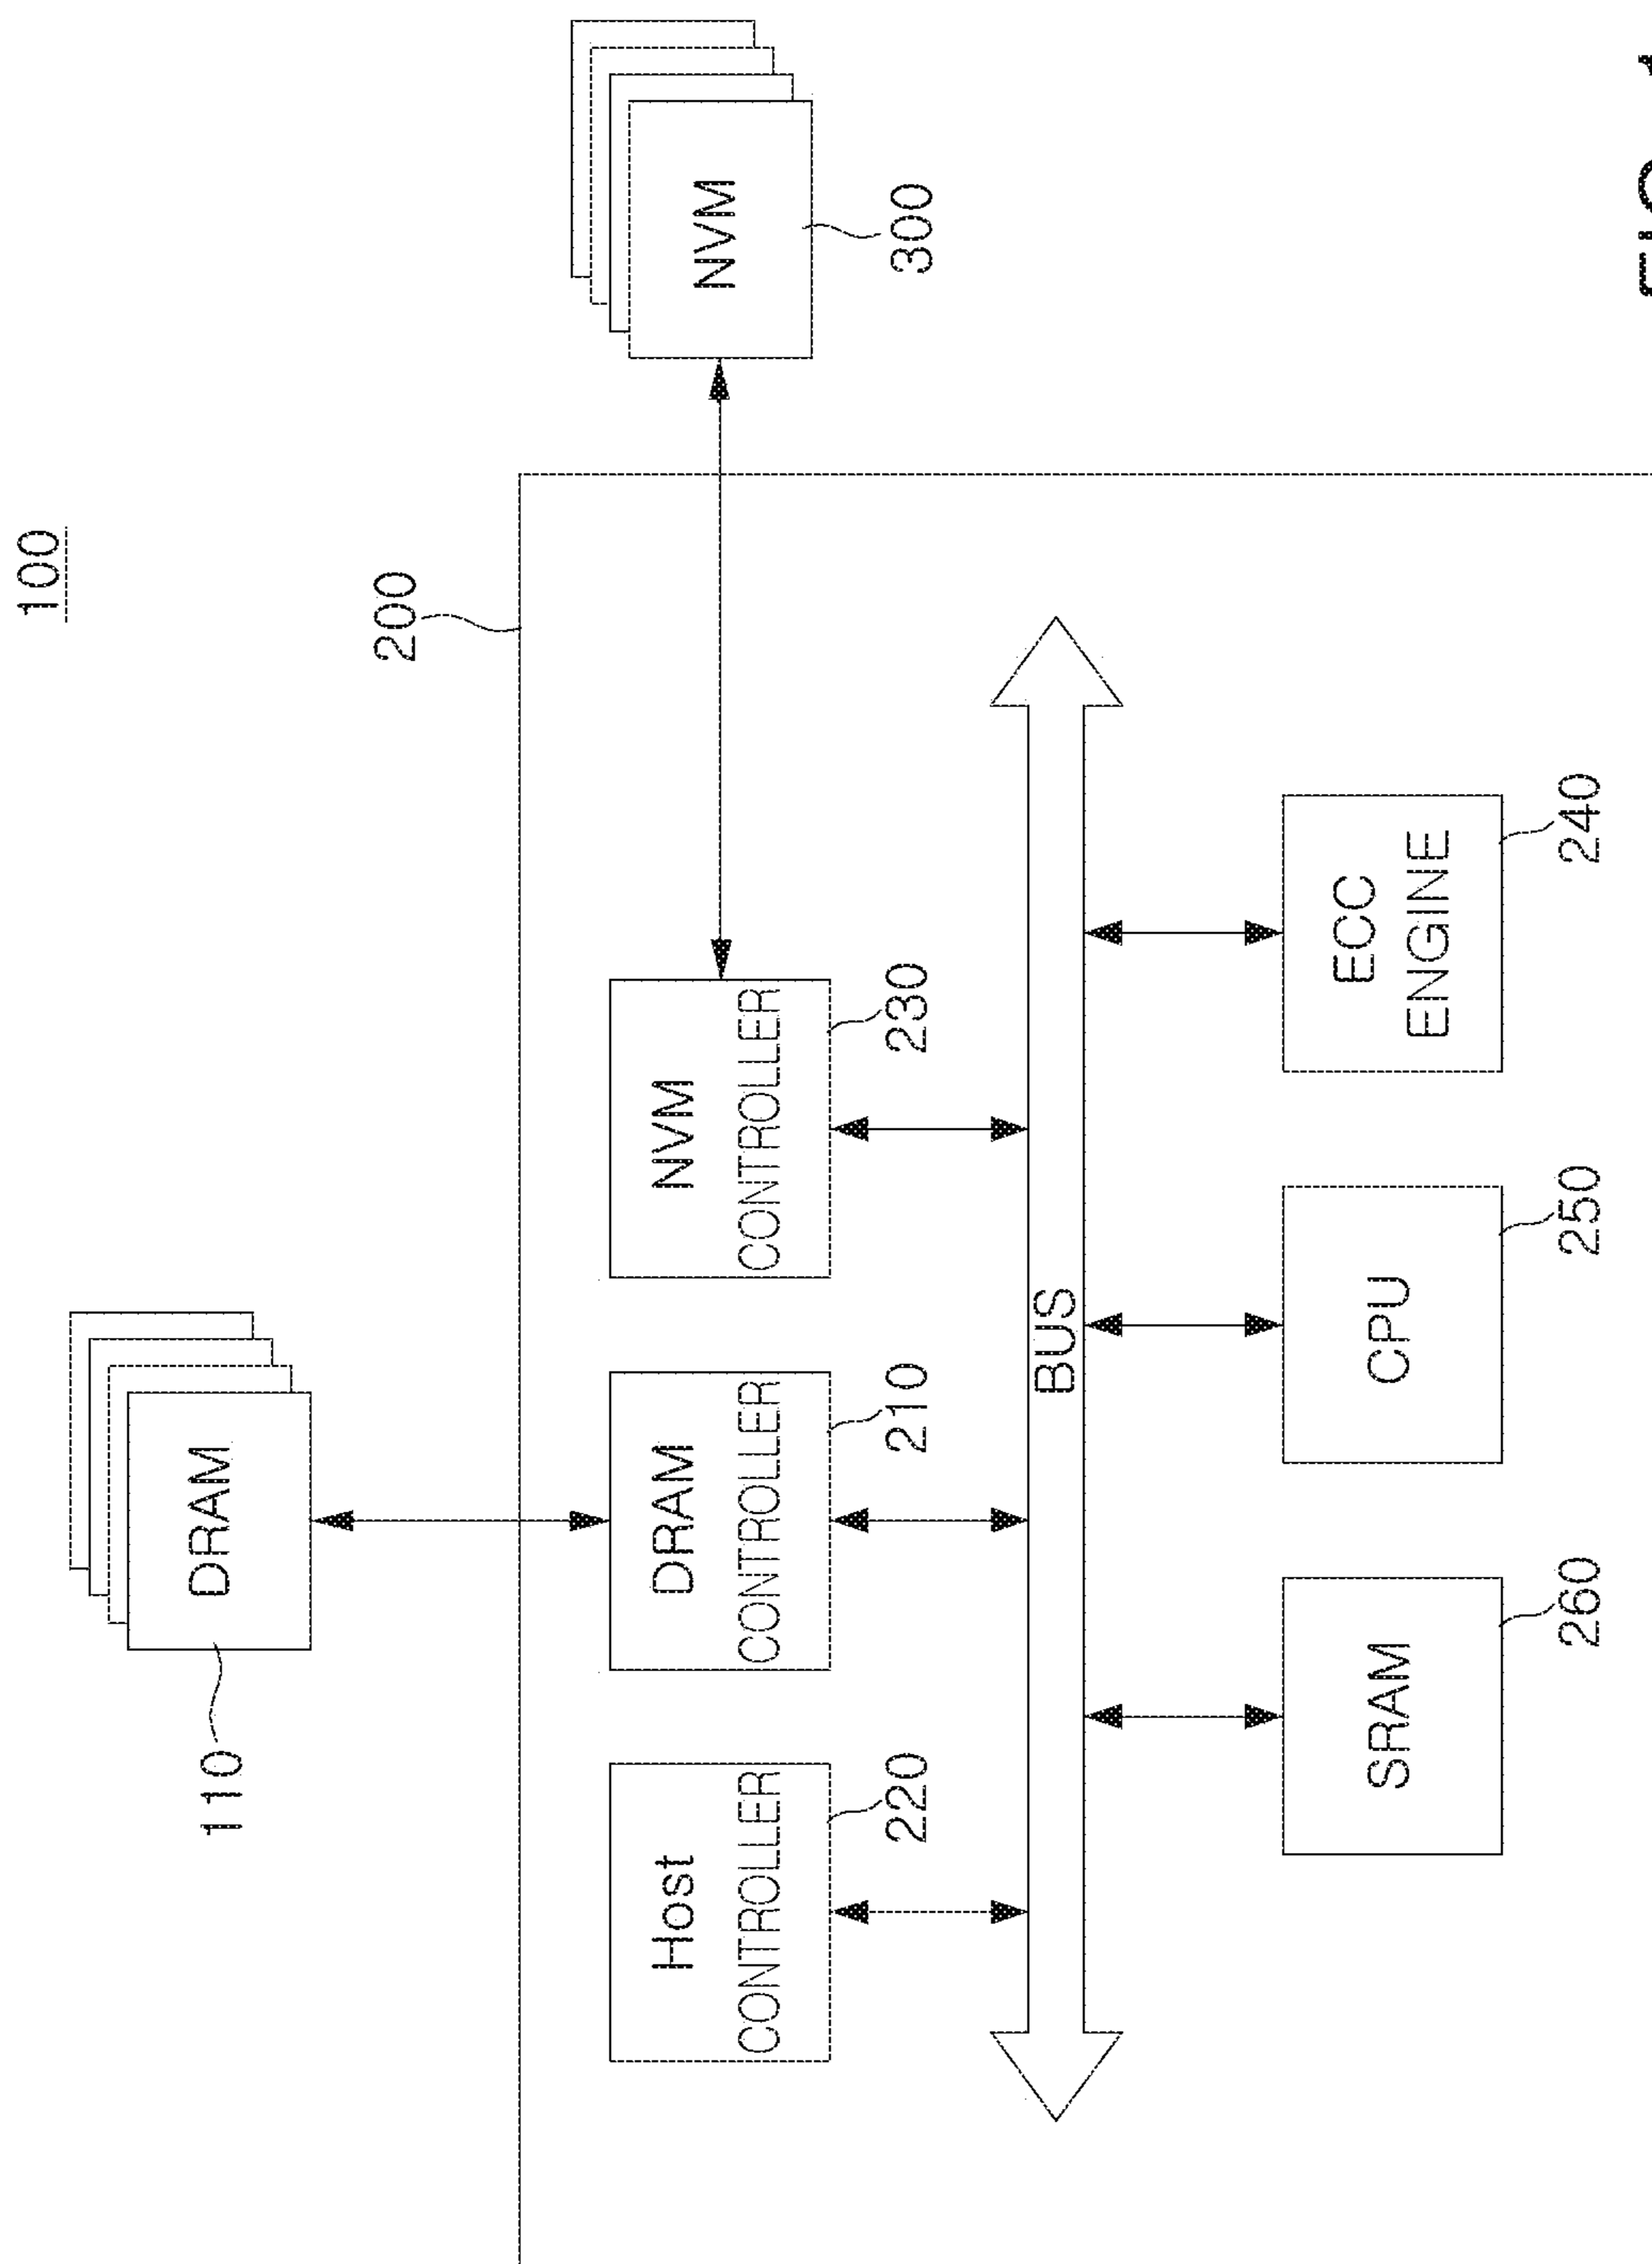 100
DRAM
110
200
Host
CONTROLLER
220
DRAM
CONTROLLER
210
NVM
CONTROLLER
230
NVM
300
BUS
SRAM
260
CPU
250
ECC
ENGINE
240